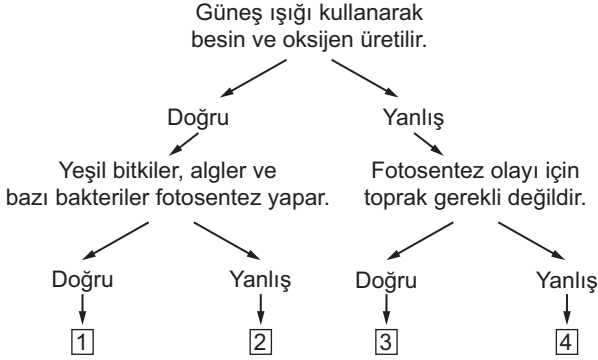 Güneş ışığı kullanarak
besin ve oksijen üretilir.
Doğru
Yanlış
Yeşil bitkiler, algler ve
bazı bakteriler fotosentez yapar.
Fotosentez olayı için
toprak gerekli değildir.
Doğru
Yanlış
Doğru
Yanlış
1
2
3
4